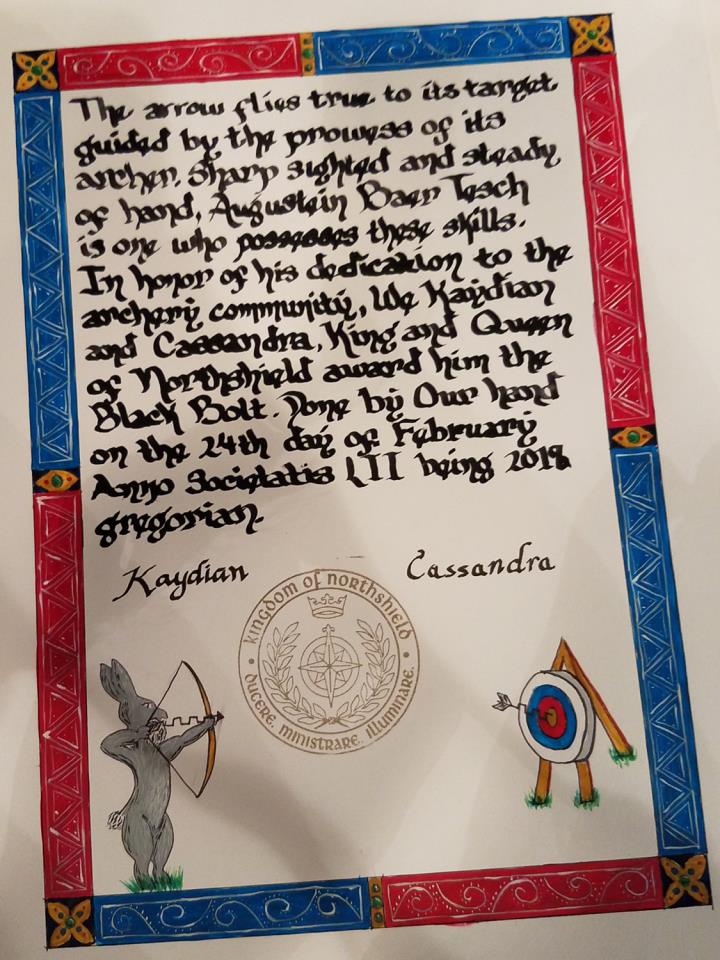 The arrow flies true to its target
guided by the prowess of its
archer. Sharp sighted and steady
of hand, Augustein Baer Tesch
is one who possesses these skills.
In honor of his dedication to the
archery community, We Kaydian
and Cassandra, King and Queen
of Northshield award him the
Black Bolt. Done by Our hand
on the 24th day of February
Anno Societatis LII being 2018
gregorian.
Kaydian
Cassandra
kingdom of northshield
ducere. ministrare. illuminare.